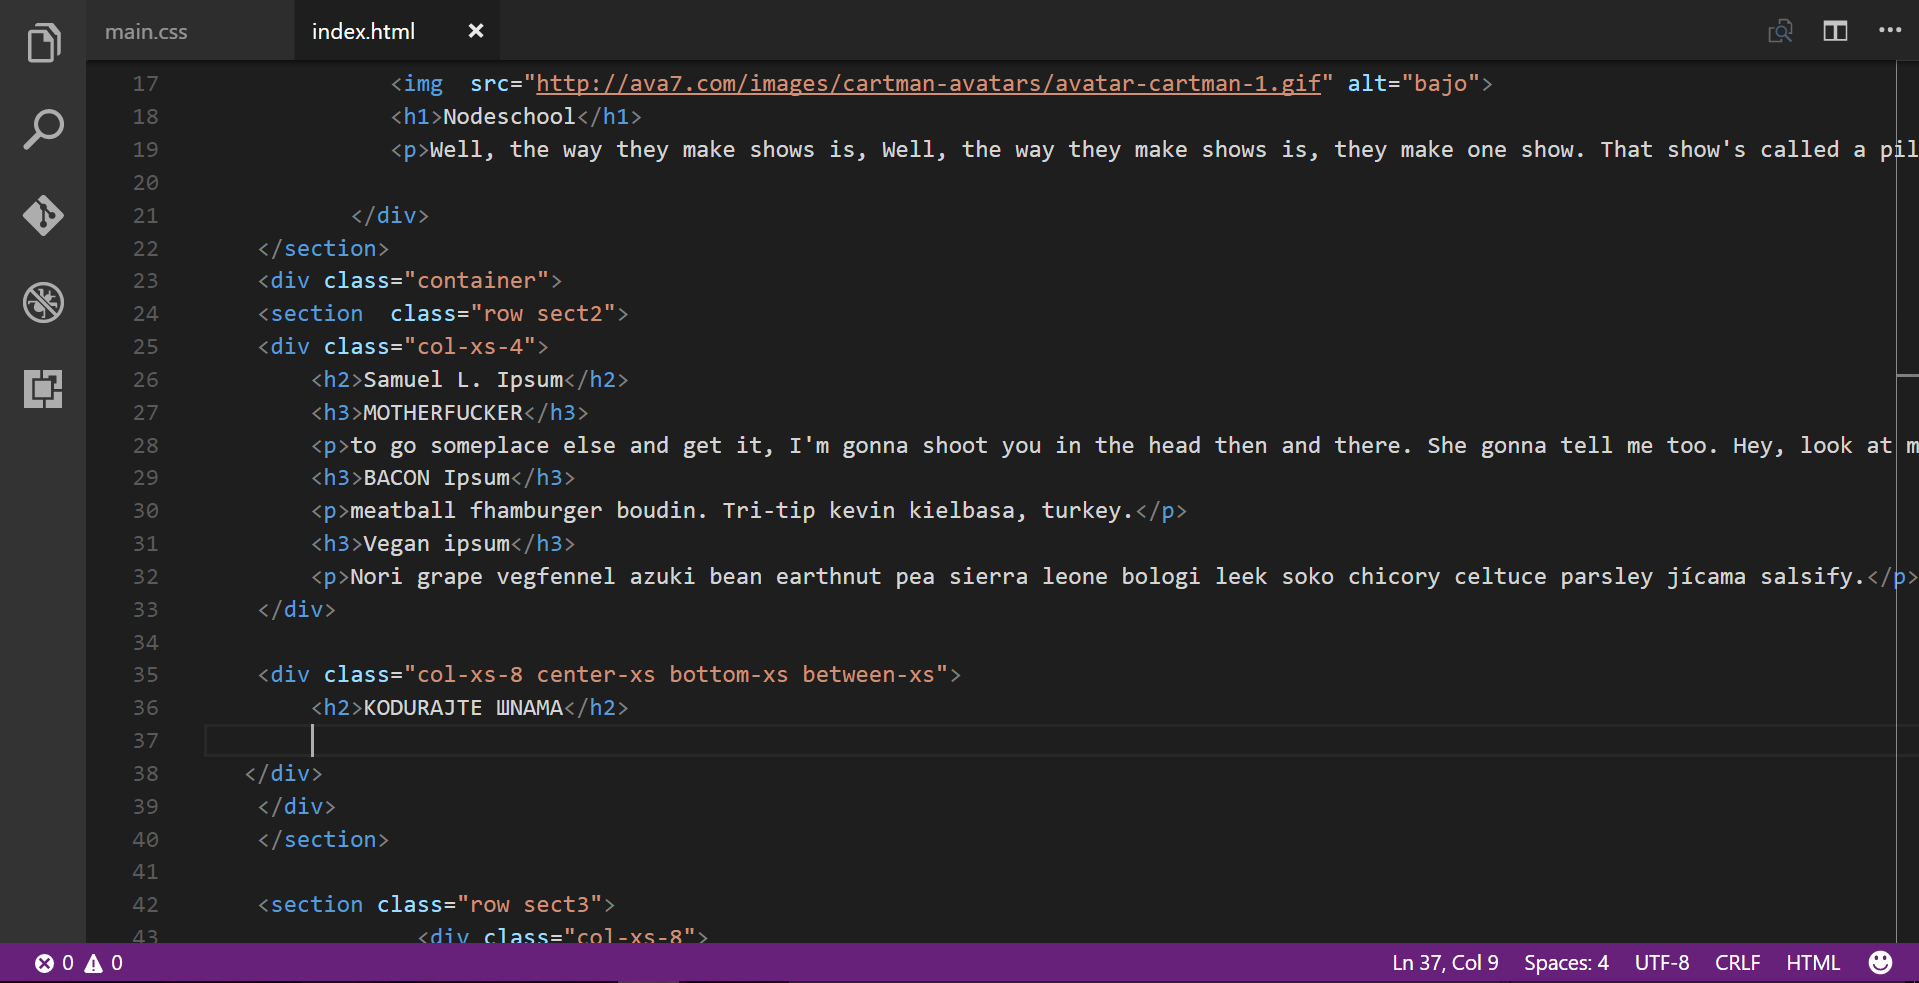 main.css index.html
17 <img  src="http://ava7.com/images/cartman-avatars/avatar-cartman-1.gif" alt="bajo">
18 <h1>Nodeschool</h1>
19 <p>Well, the way they make shows is, Well, the way they make shows is, they make one show. That show's called a pil
20
21 </div>
22 </section>
23 <div class="container">
24 <section  class="row sect2">
25 <div class="col-xs-4">
26 <h2>Samuel L. Ipsum</h2>
27 <h3>MOTHERFUCKER</h3>
28 <p>to go someplace else and get it, I'm gonna shoot you in the head then and there. She gonna tell me too. Hey, look at m
29 <h3>BACON Ipsum</h3>
30 <p>meatball fhamburger boudin. Tri-tip kevin kielbasa, turkey.</p>
31 <h3>Vegan ipsum</h3>
32 <p>Nori grape vegfennel azuki bean earthnut pea sierra leone bologi leek soko chicory celtuce parsley jícama salsify.</p>
33 </div>
34
35 <div class="col-xs-8 center-xs bottom-xs between-xs">
36 <h2>KODURAJTE ШNAMA</h2>
37
38 </div>
39 </div>
40 </section>
41
42 <section class="row sect3">
43 <div class="col-xs-8">
0 0 Ln 37, Col 9 Spaces: 4 UTF-8 CRLF HTML